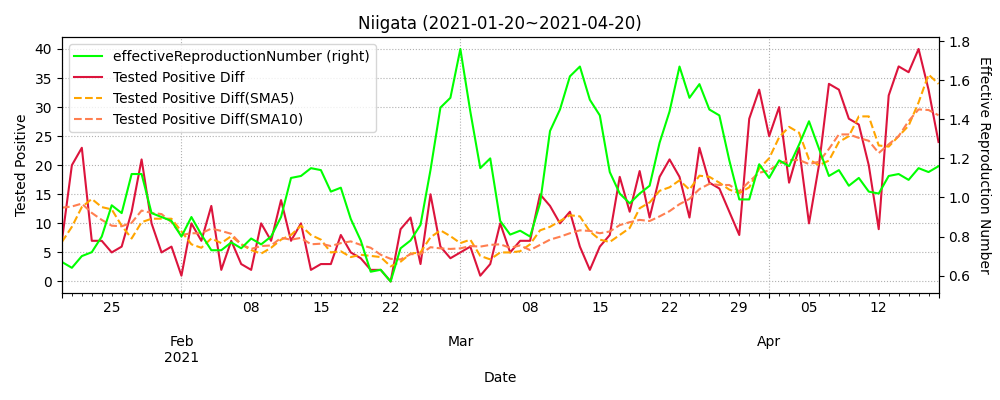 Niigata (2021-01-20~2021-04-20)
effectiveReproductionNumber (right)
Tested Positive Diff
Tested Positive Diff(SMA5)
Tested Positive Diff(SMA10)
Tested Positive
40
35
30
25
20
15
10
5
0
1.8
1.6
1.4
1.2
1.0
0.8
0.6
Effective Reproduction Number
25 08 15 22 08 15 22 29 05 12
Feb Mar Apr
2021
Date